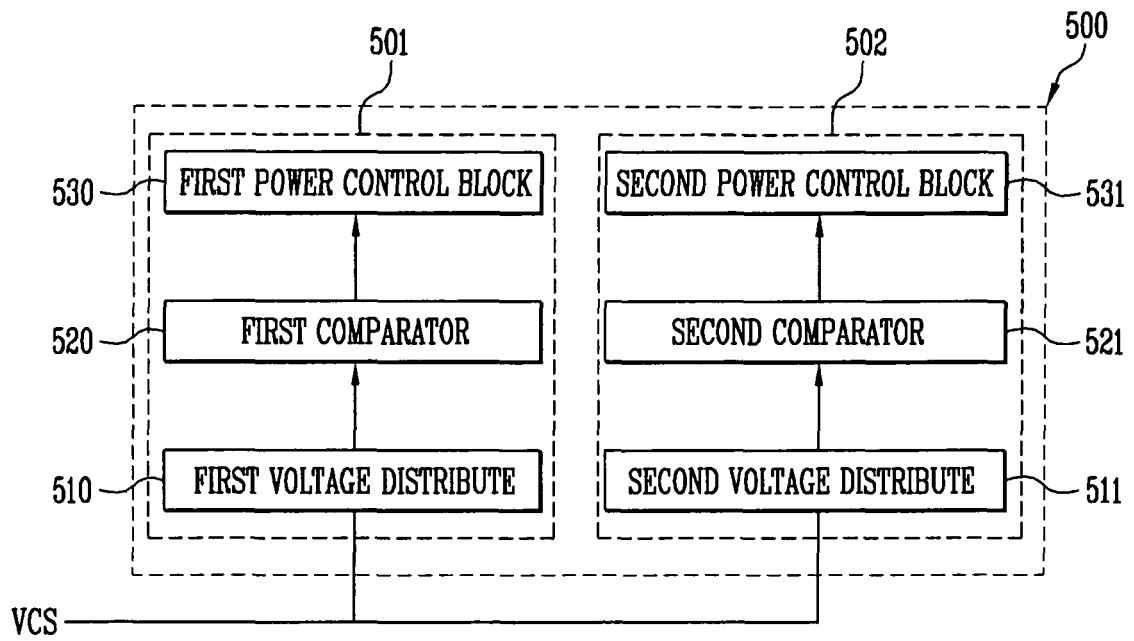 500
501 502
530 FIRST POWER CONTROL BLOCK SECOND POWER CONTROL BLOCK 531
520 FIRST COMPARATOR SECOND COMPARATOR 521
510 FIRST VOLTAGE DISTRIBUTE SECOND VOLTAGE DISTRIBUTE 511
VCS